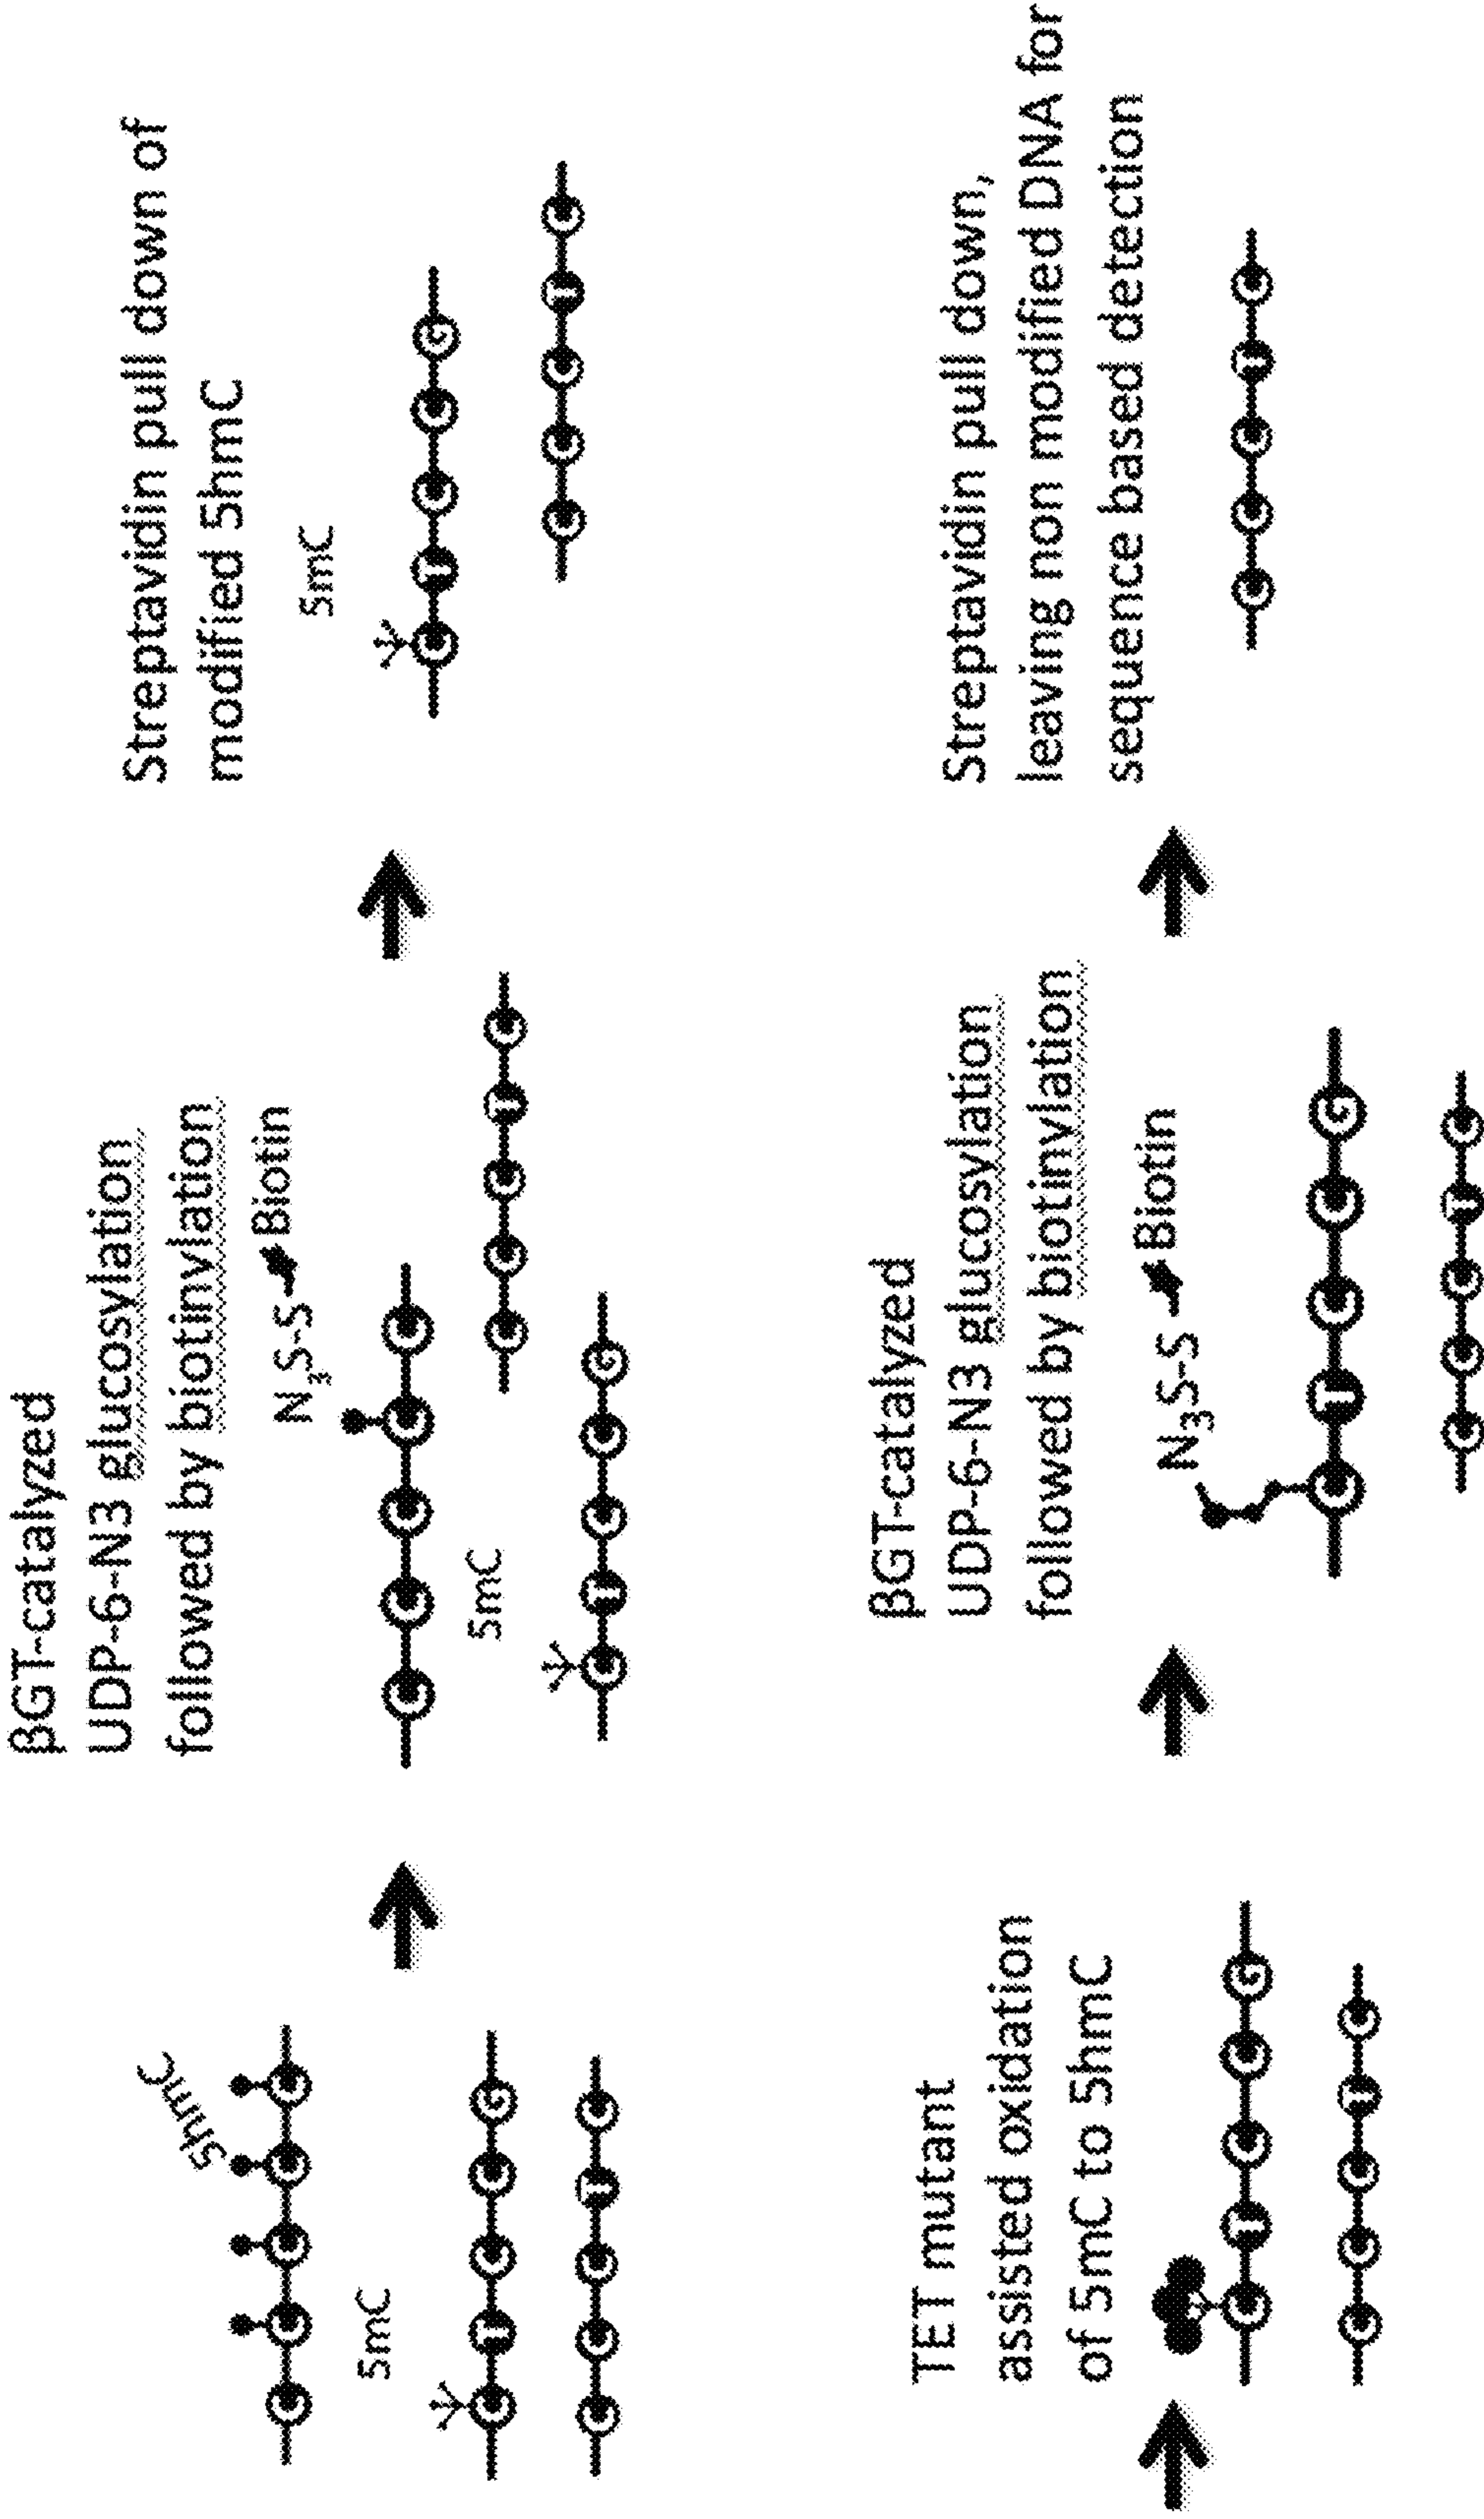 5hmC
5mC
βGT-catalyzed
UDP-6-N3 glucosylation
followed by biotinylation
N3S-S Biotin
5mC
Streptavidin pull down of
modified 5hmC
5mC
TET mutant
assisted oxidation
of 5mC to 5hmC
βGT-catalyzed
UDP-6-N3 glucosylation
followed by biotinylation
N3S-S Biotin
Streptavidin pull down,
leaving non modified DNA for
sequence based detection